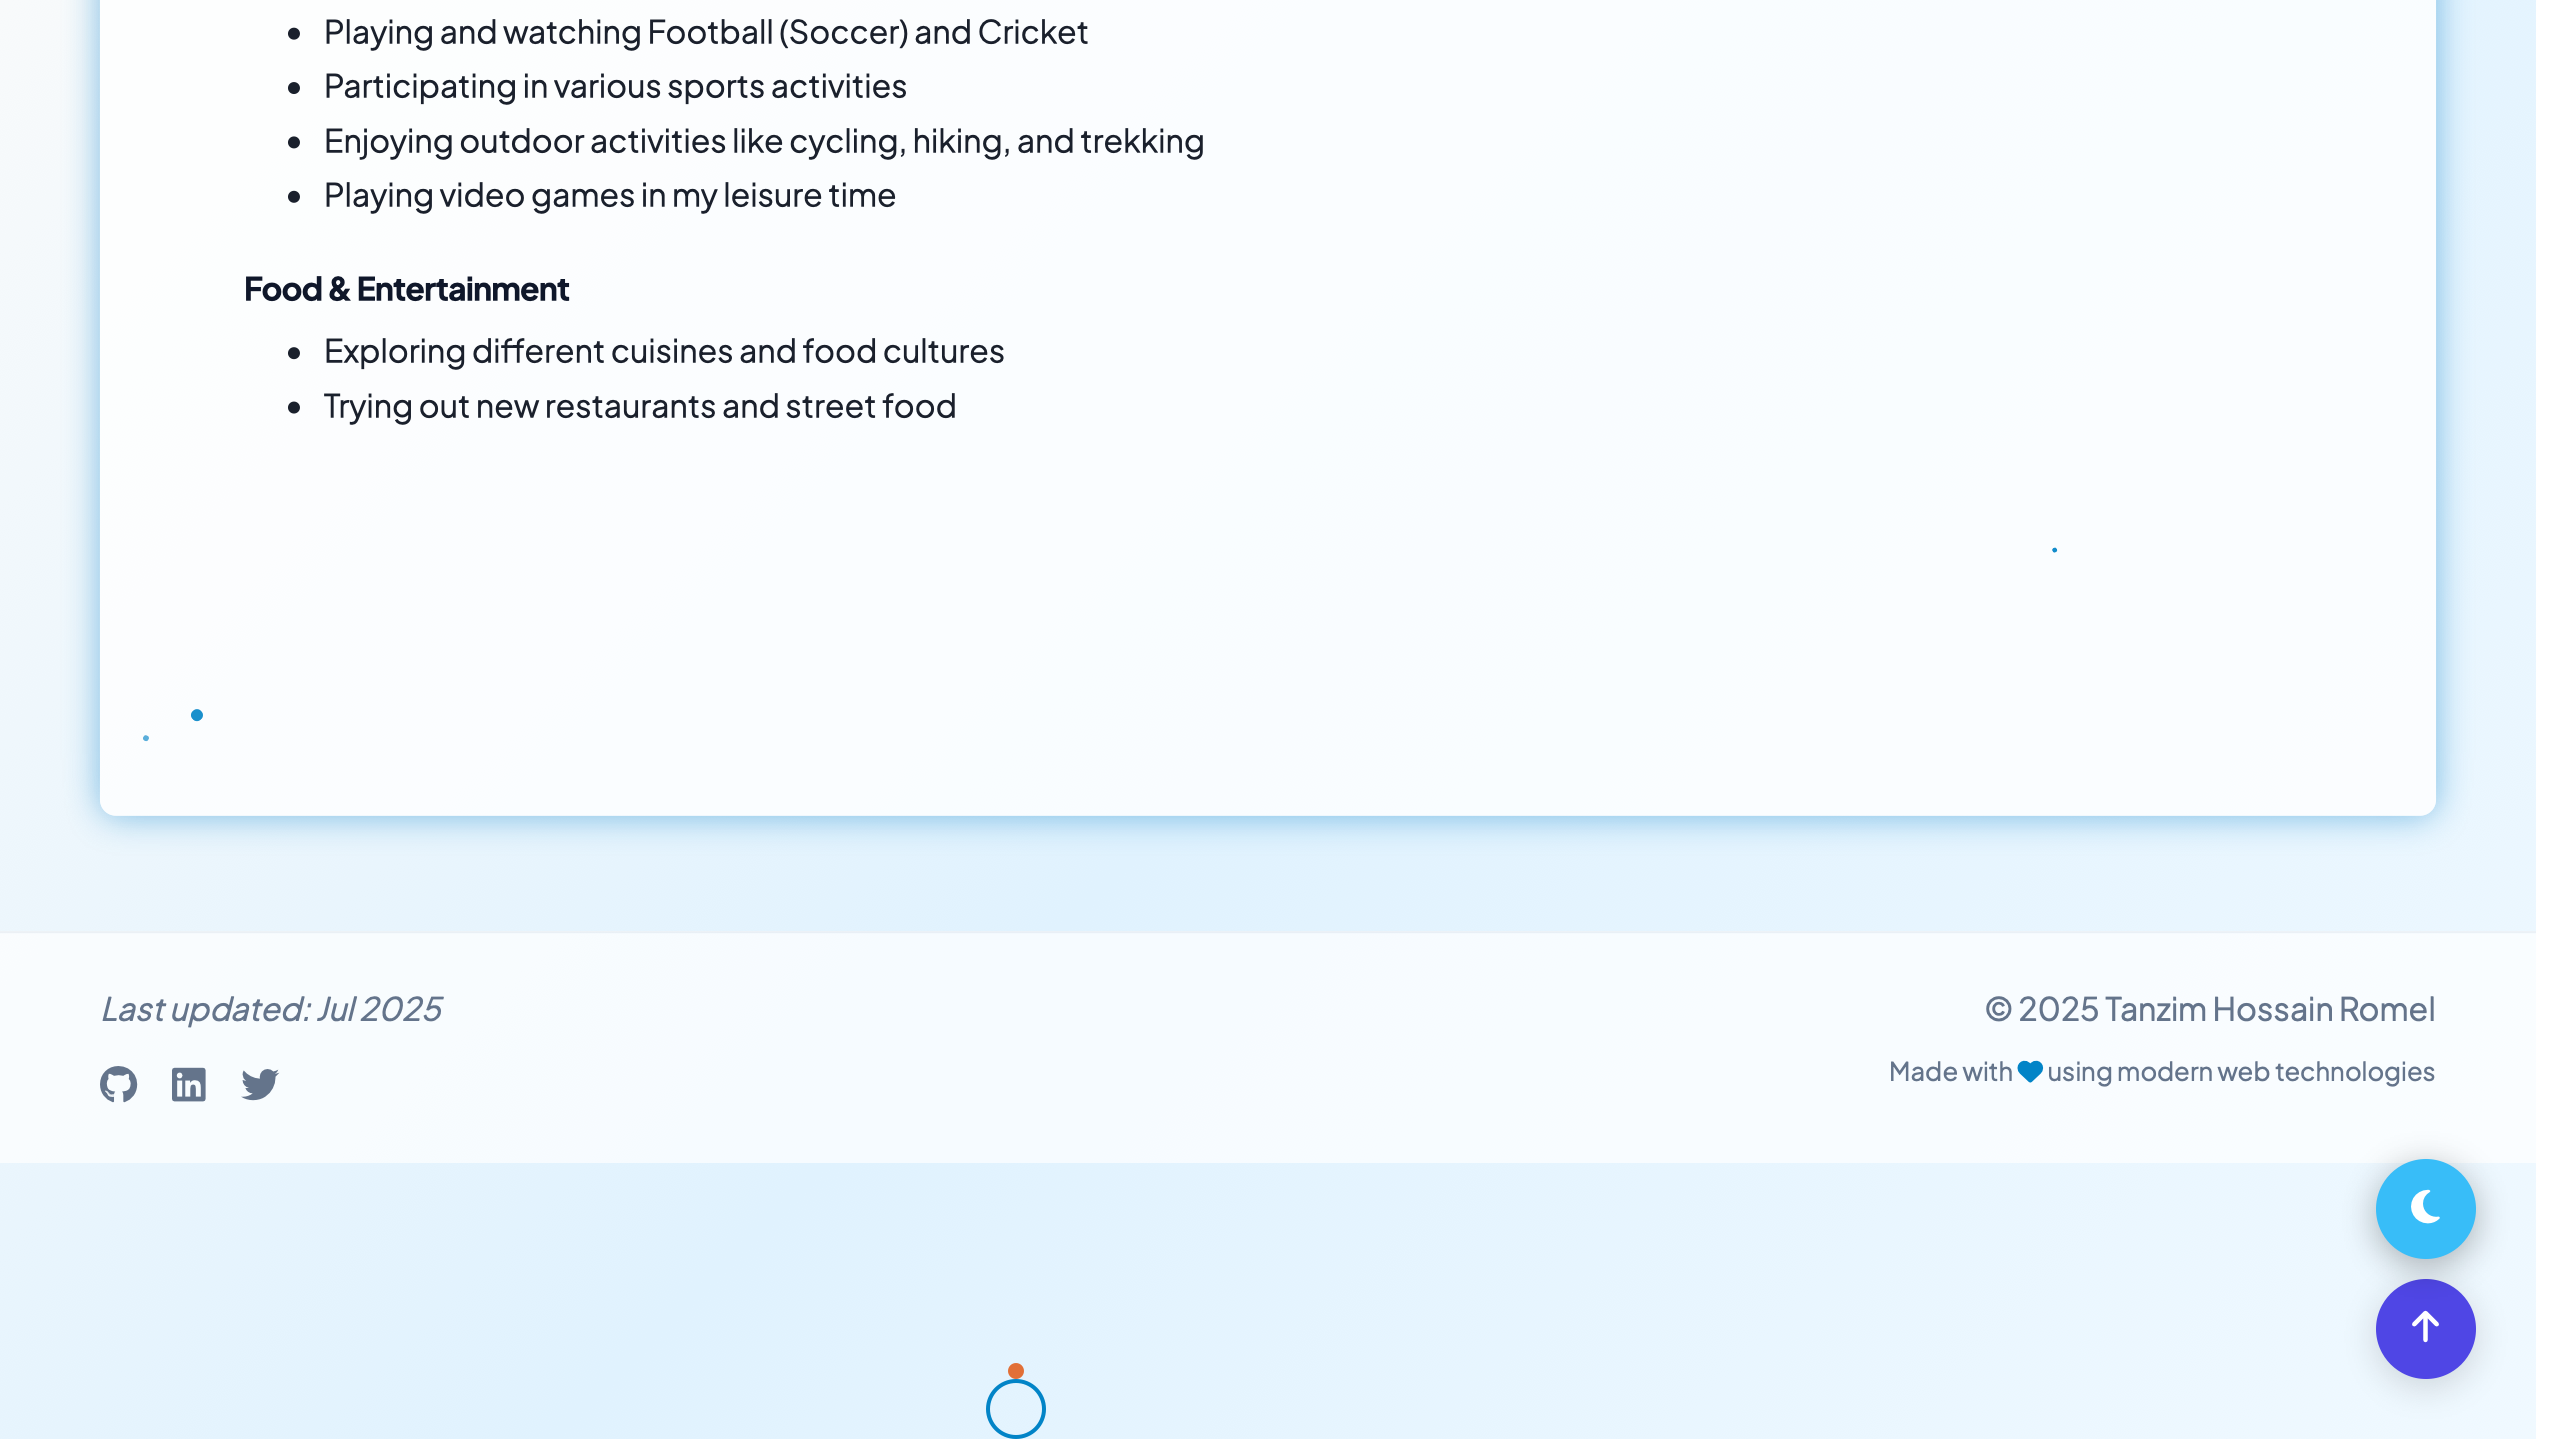 Playing and watching Football (Soccer) and Cricket
Participating in various sports activities
Enjoying outdoor activities like cycling, hiking, and trekking
Playing video games in my leisure time
Food & Entertainment
Exploring different cuisines and food cultures
Trying out new restaurants and street food
Last updated: Jul 2025
© 2025 Tanzim Hossain Romel
Made with using modern web technologies